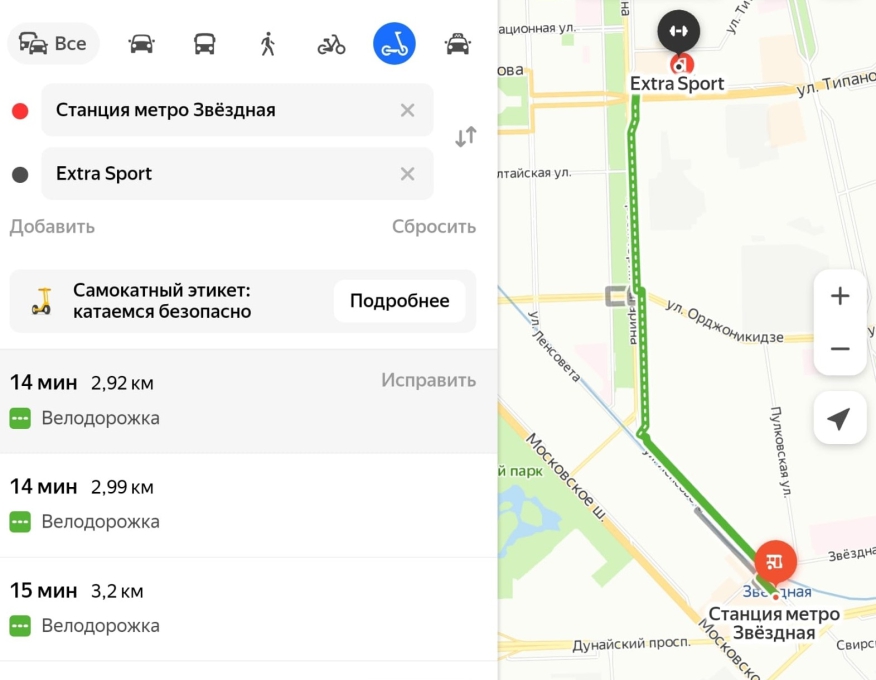 Все
Станция метро Звёздная
Extra Sport
Добавить
Сбросить
Самокатный этикет:
катаемся безопасно
Подробнее
14 мин 2,92 км
Исправить
Велодорожка
14 мин 2,99 км
Велодорожка
15 мин 3,2 км
Велодорожка
ационная ул.
ул. Ти
ова
Extra Sport
ул. Типано
лтайская ул.
ул. Орджоникидзе
арина
ул. Ленсовета
Пулковская ул.
Московское ш.
й парк
Звёздна
Звёздная
Станция метро
Звёздная
Дунайский просп.
Московско
Свирс